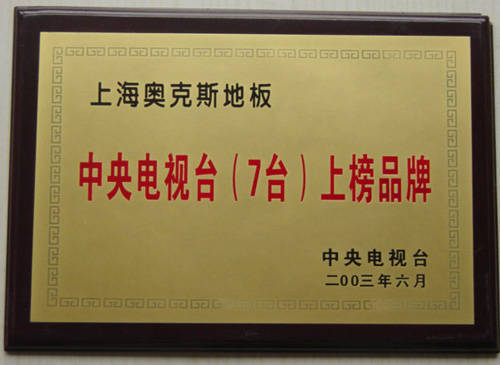 上海奥克斯地板
中央电视台（7台）上榜品牌
中央电视台
二00三年六月